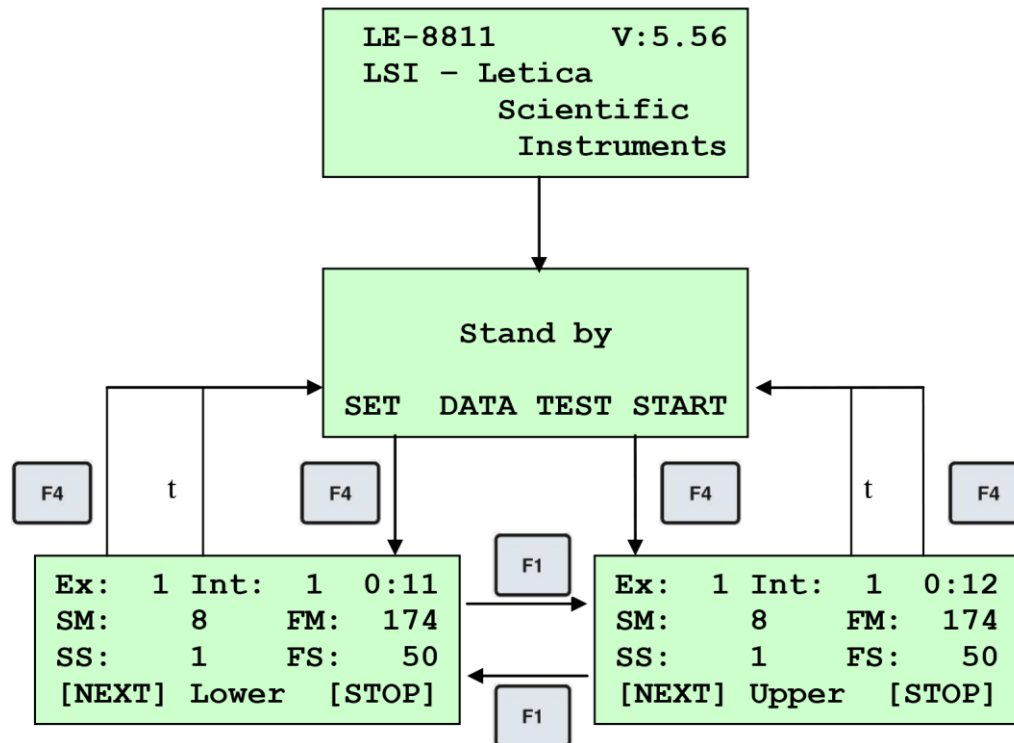 LE-8811 V:5.56
LSI – Letica
Scientific
Instruments
Stand by
SET DATA TEST START
F4
t
F4
F4
t
F4
F1
Ex: 1 Int: 1 0:11
SM: 8 FM: 174
SS: 1 FS: 50
[NEXT] Lower [STOP]
Ex: 1 Int: 1 0:12
SM: 8 FM: 174
SS: 1 FS: 50
[NEXT] Upper [STOP]
F1